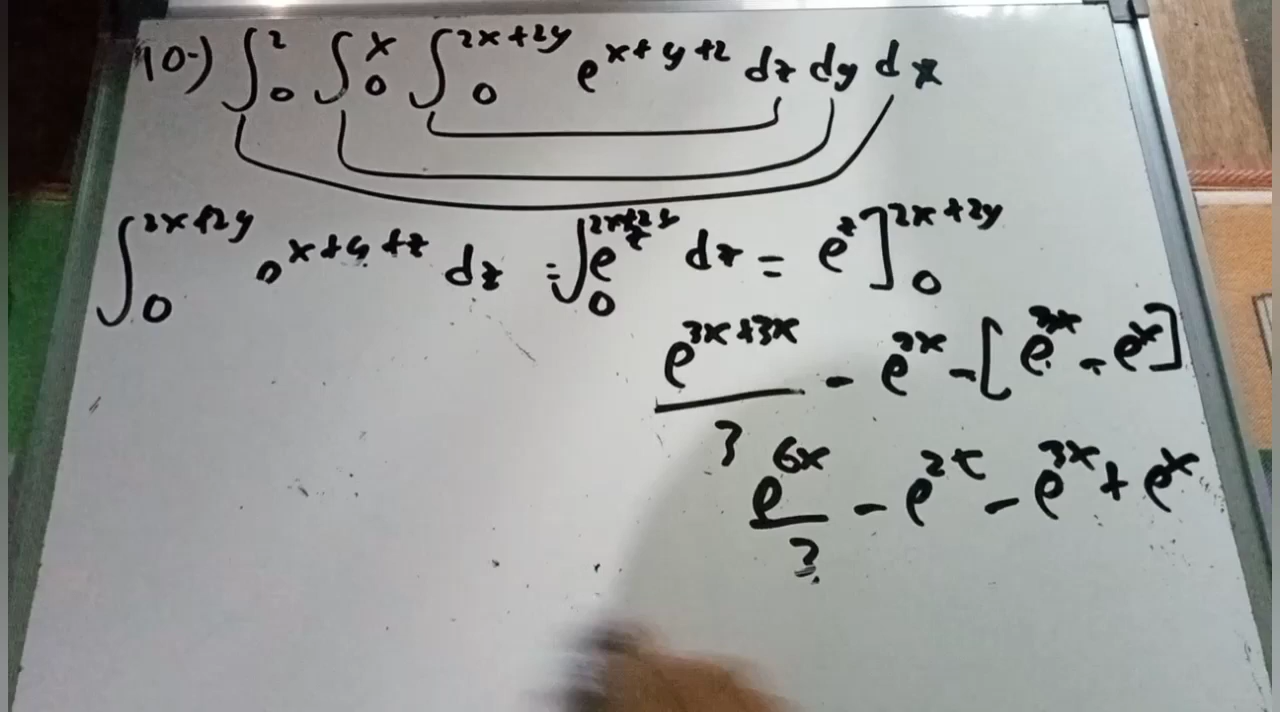 10-) ∫₀² ∫₀ˣ ∫₀^{2x+2y} e^{x+y+2} dz dy dx
∫₀^{2x+2y} e^{x+y+z} dz = ∫₀^{2x+2y} e^z dz = e^z]₀^{2x+2y}
e^{3x+3x}/3 - e^{2x} - [e^{3x} - e^x]
e^{6x}/3 - e^{2x} - e^{3x} + e^x